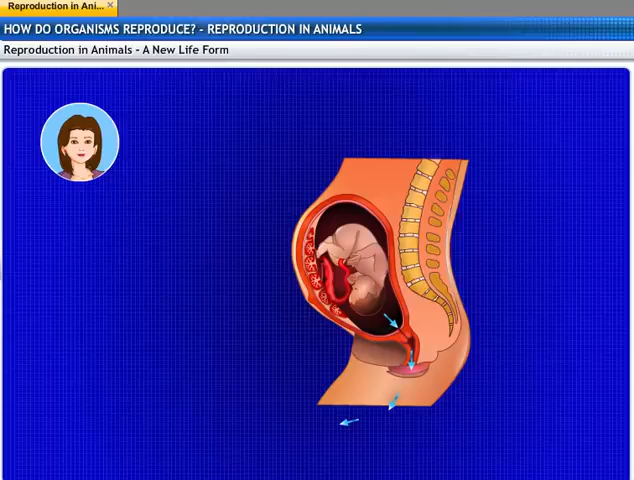 Reproduction in Ani...
HOW DO ORGANISMS REPRODUCE? - REPRODUCTION IN ANIMALS
Reproduction in Animals - A New Life Form